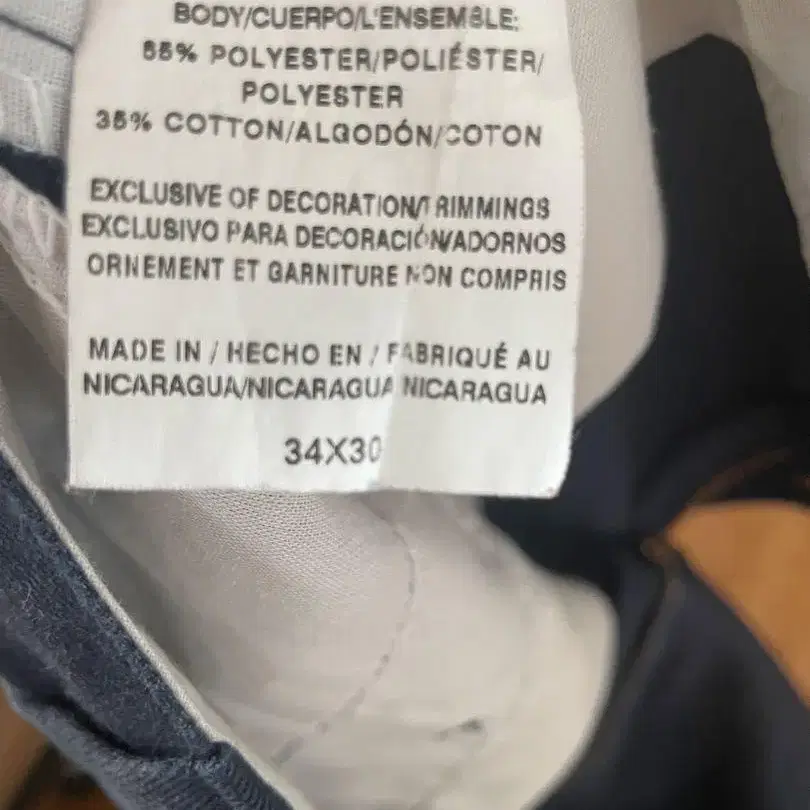 BODY/CUERPO/L'ENSEMBLE:
65% POLYESTER/POLIÉSTER/
POLYESTER
35% COTTON/ALGODÓN/COTON
EXCLUSIVE OF DECORATION/TRIMMINGS
EXCLUSIVO PARA DECORACIÓN/ADORNOS
ORNEMENT ET GARNITURE NON COMPRIS
MADE IN / HECHO EN / FABRIQUÉ AU
NICARAGUA/NICARAGUA/NICARAGUA
34X30